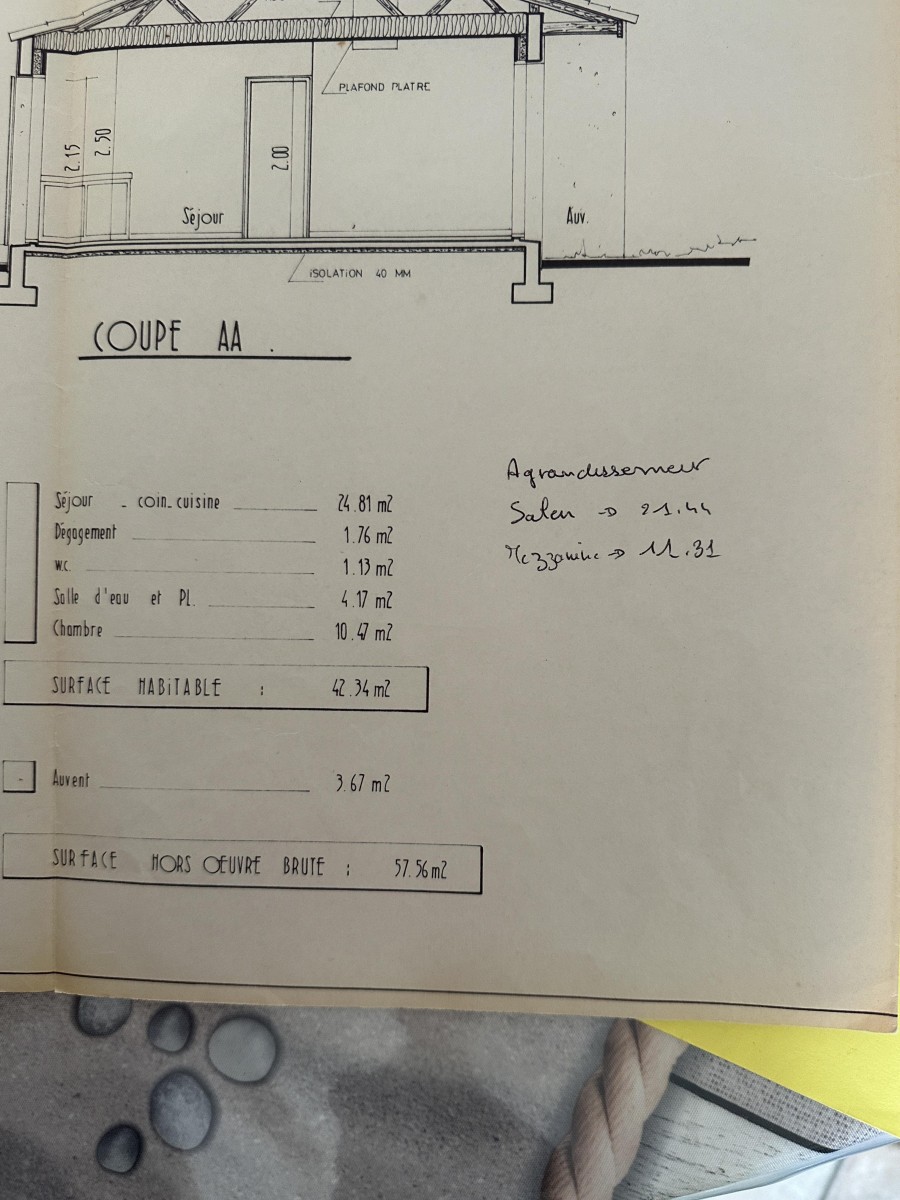 PLAFOND PLATRE
2.15
2.50
2.00
Séjour
Auv.
iSOLATiON 40 MM
COUPE AA .
Séjour - coin-cuisine 24.81 m2
Dégagement 1.76 m2
w.c. 1.13 m2
Salle d'eau et Pl. 4.17 m2
Chambre 10.47 m2
SURFACE HABiTABLE : 42.34 m2
Auvent 3.67 m2
SURFACE HORS OEUVRE BRUTE : 57.56 m2
Agrandissement
Salon → 21.44
Mezzanine → 11.31